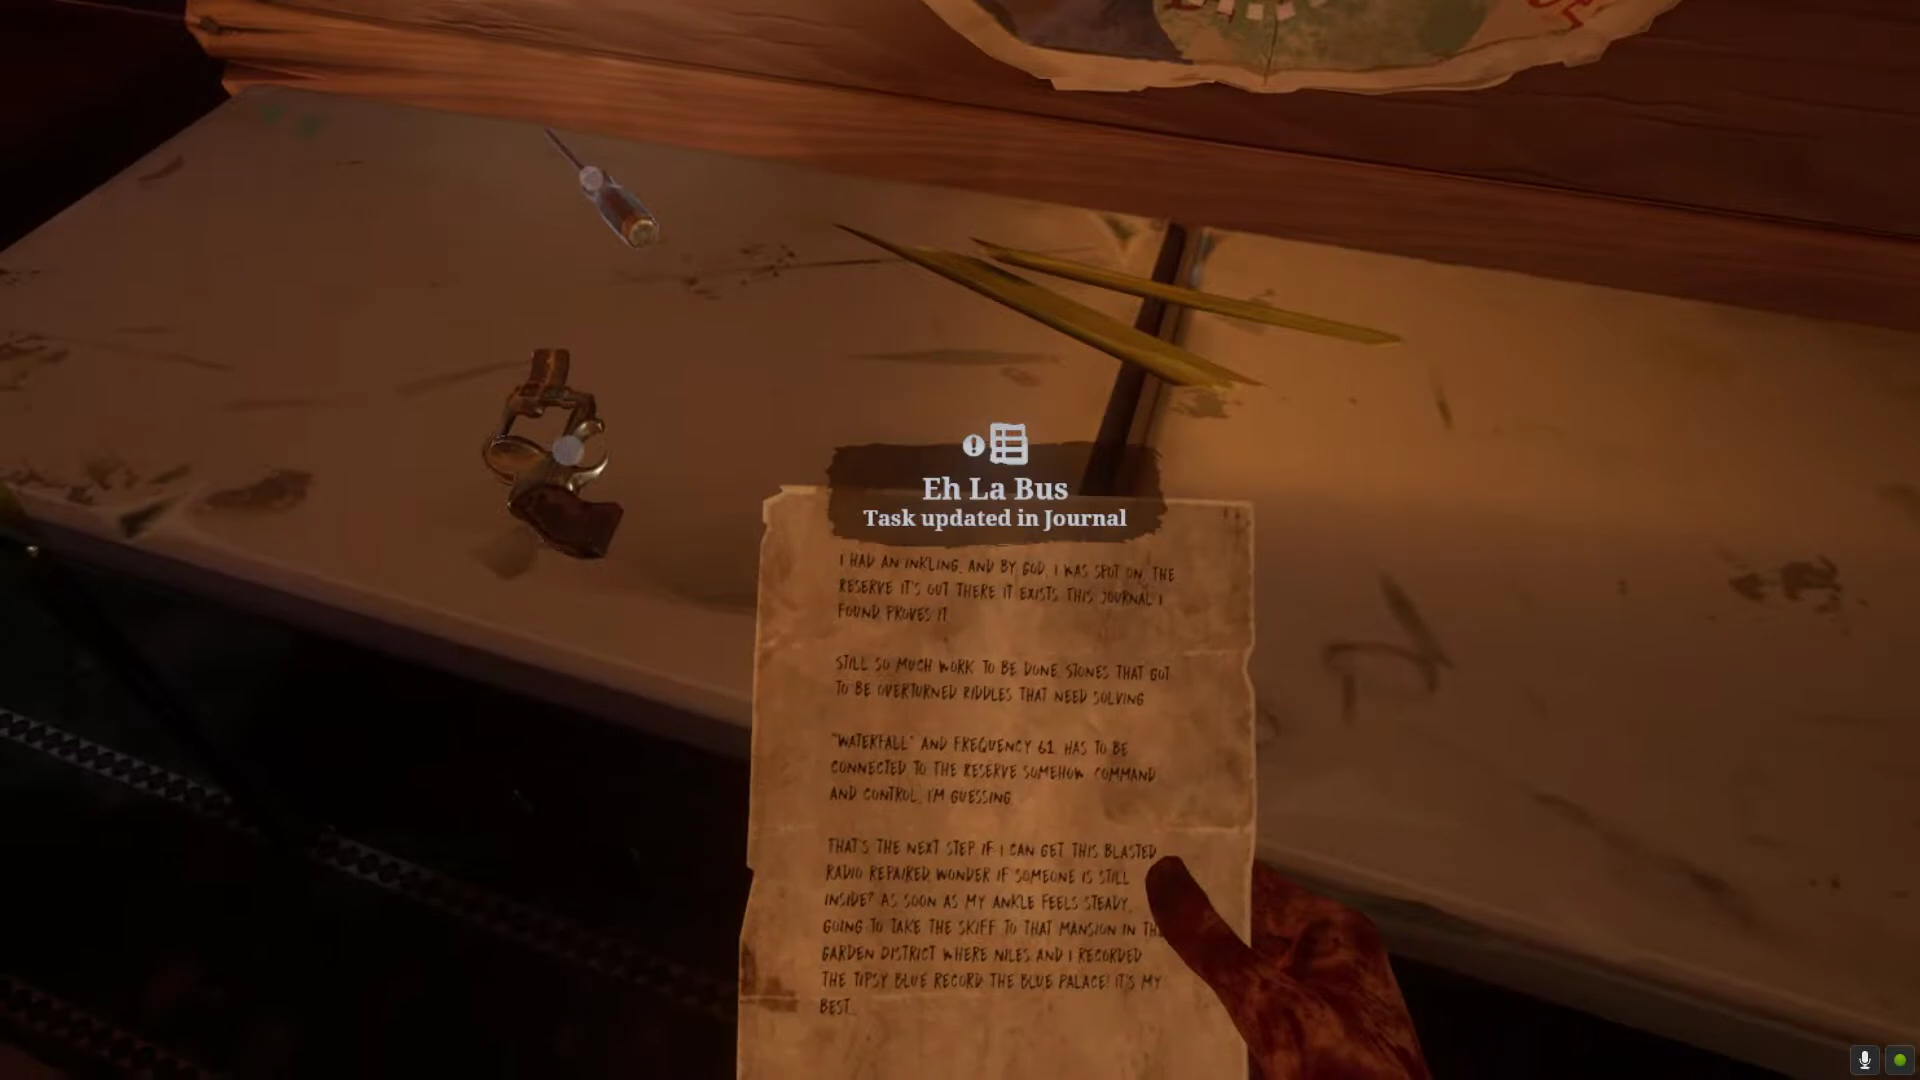 Eh La Bus
Task updated in Journal
I HAD AN INKLING, AND BY GOD, I WAS SPOT ON. THE
RESERVE IT'S OUT THERE IT EXISTS THIS JOURNAL I
FOUND PROVES IT
STILL SO MUCH WORK TO BE DONE. STONES THAT GOT
TO BE OVERTURNED RIDDLES THAT NEED SOLVING
"WATERFALL" AND FREQUENCY 61. HAS TO BE
CONNECTED TO THE RESERVE SOMEHOW. COMMAND
AND CONTROL, I'M GUESSING
THAT'S THE NEXT STEP IF I CAN GET THIS BLASTED
RADIO REPAIRED. WONDER IF SOMEONE IS STILL
INSIDE? AS SOON AS MY ANKLE FEELS STEADY,
GOING TO TAKE THE SKIFF TO THAT MANSION IN
GARDEN DISTRICT WHERE NILES AND I RECORDED
THE TIPSY BLUE RECORD THE BLUE PALACE! IT'S MY
BEST...